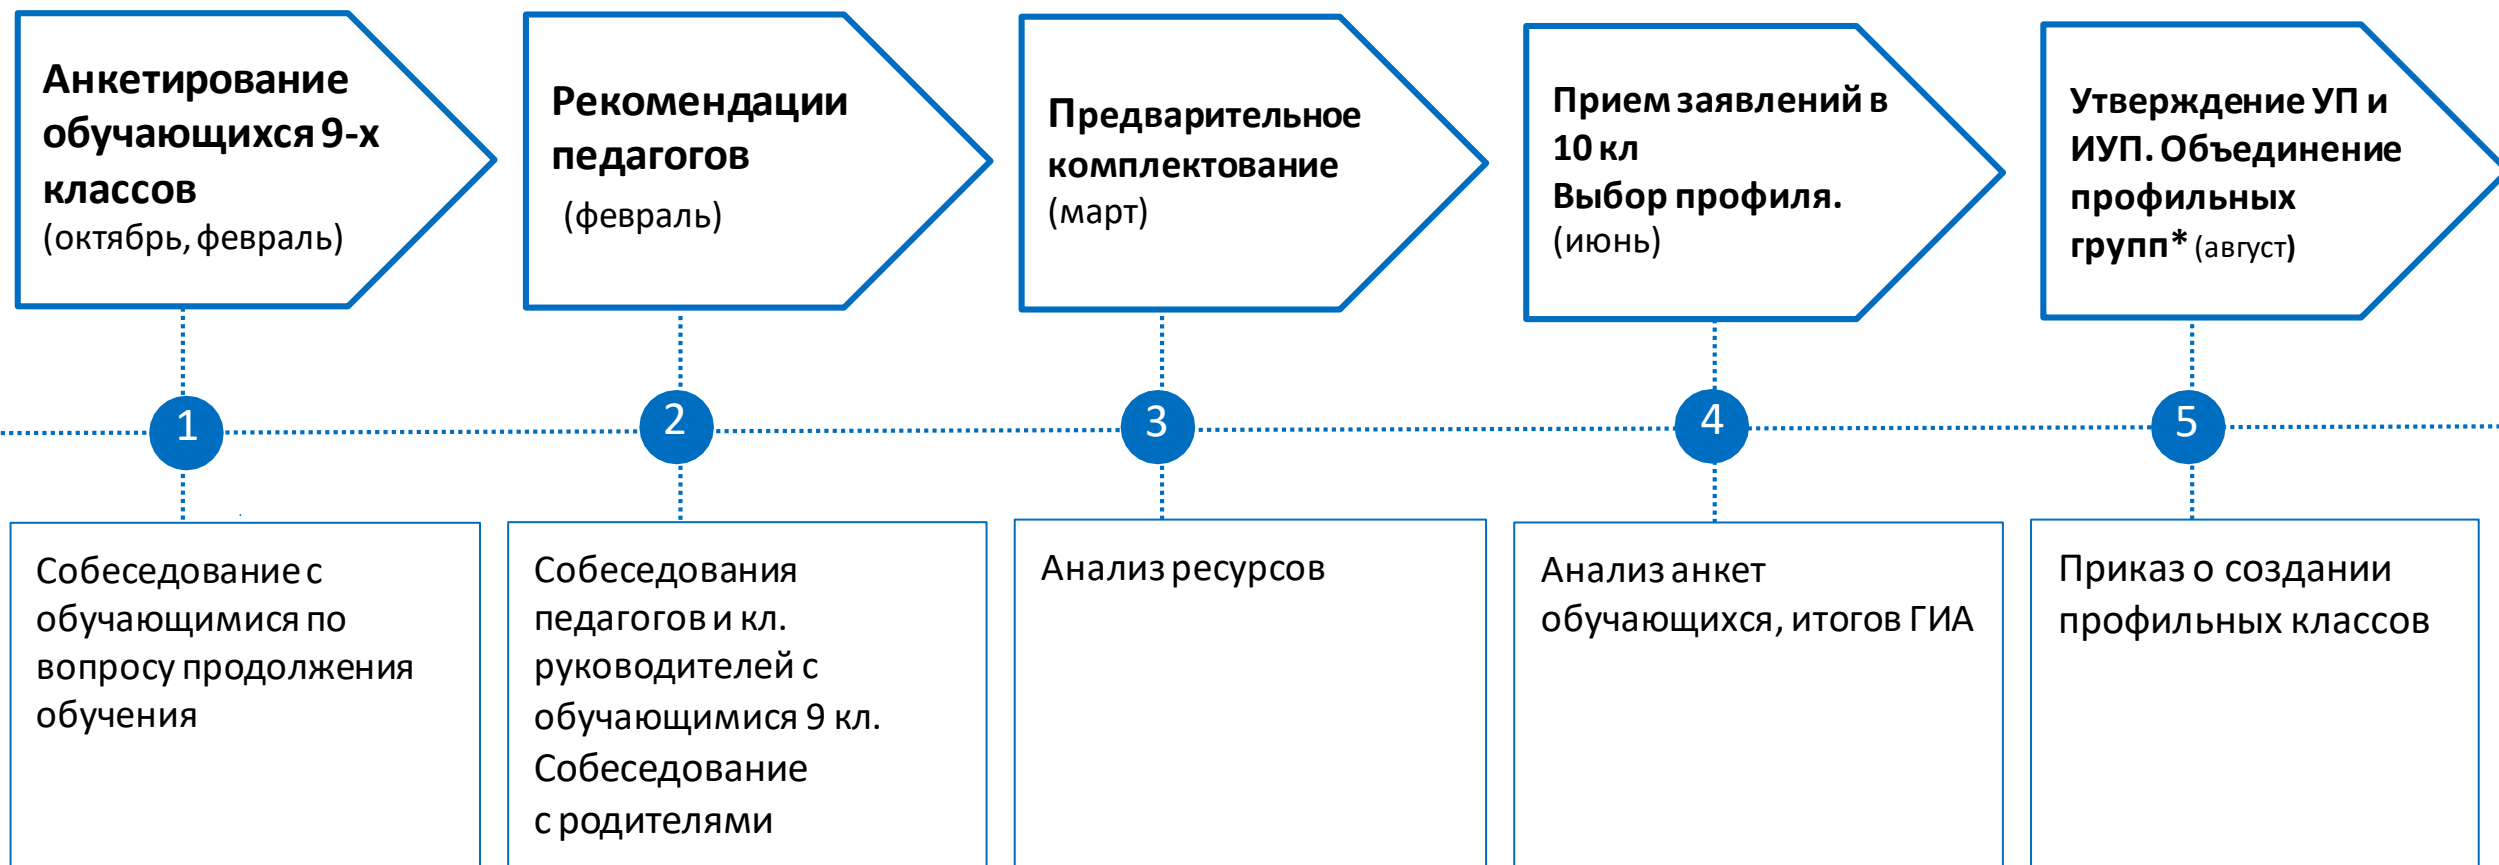 Анкетирование
обучающихся 9-х
классов
(октябрь, февраль)
Рекомендации
педагогов
(февраль)
Предварительное
комплектование
(март)
Прием заявлений в
10 кл
Выбор профиля.
(июнь)
Утверждение УП и
ИУП. Объединение
профильных
групп* (август)
1
2
3
4
5
Собеседование с
обучающимися по
вопросу продолжения
обучения
Собеседования
педагогов и кл.
руководителей с
обучающимися 9 кл.
Собеседование
с родителями
Анализ ресурсов
Анализ анкет
обучающихся, итогов ГИА
Приказ о создании
профильных классов